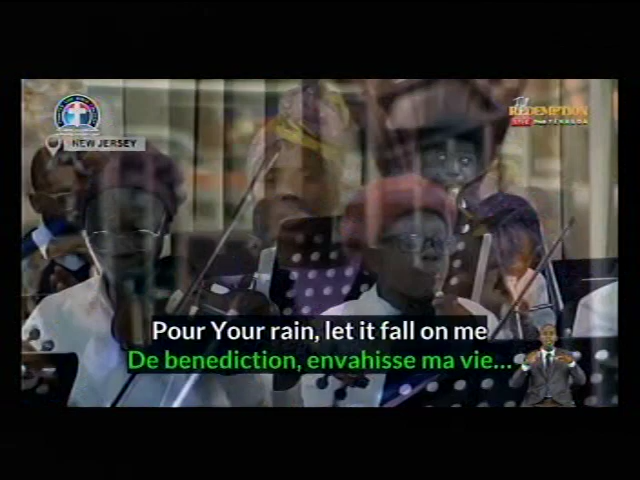 REDEMPTION
NEW JERSEY
Pour Your rain, let it fall on me
De benediction, envahisse ma vie...